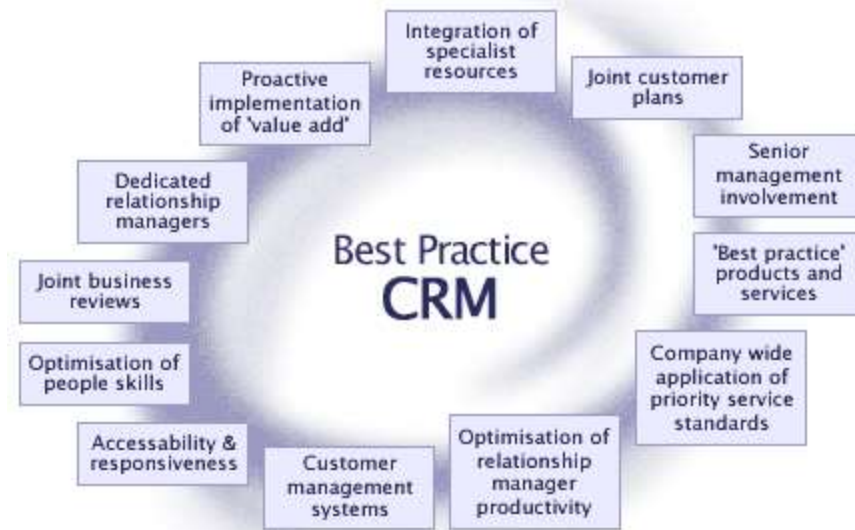 Integration of
specialist
resources
Joint customer
plans
Senior
management
involvement
'Best practice'
products and
services
Company wide
application of
priority service
standards
Optimisation of
relationship
manager
productivity
Customer
management
systems
Accessability &
responsiveness
Optimisation of
people skills
Joint business
reviews
Dedicated
relationship
managers
Proactive
implementation
of 'value add'
Best Practice
CRM